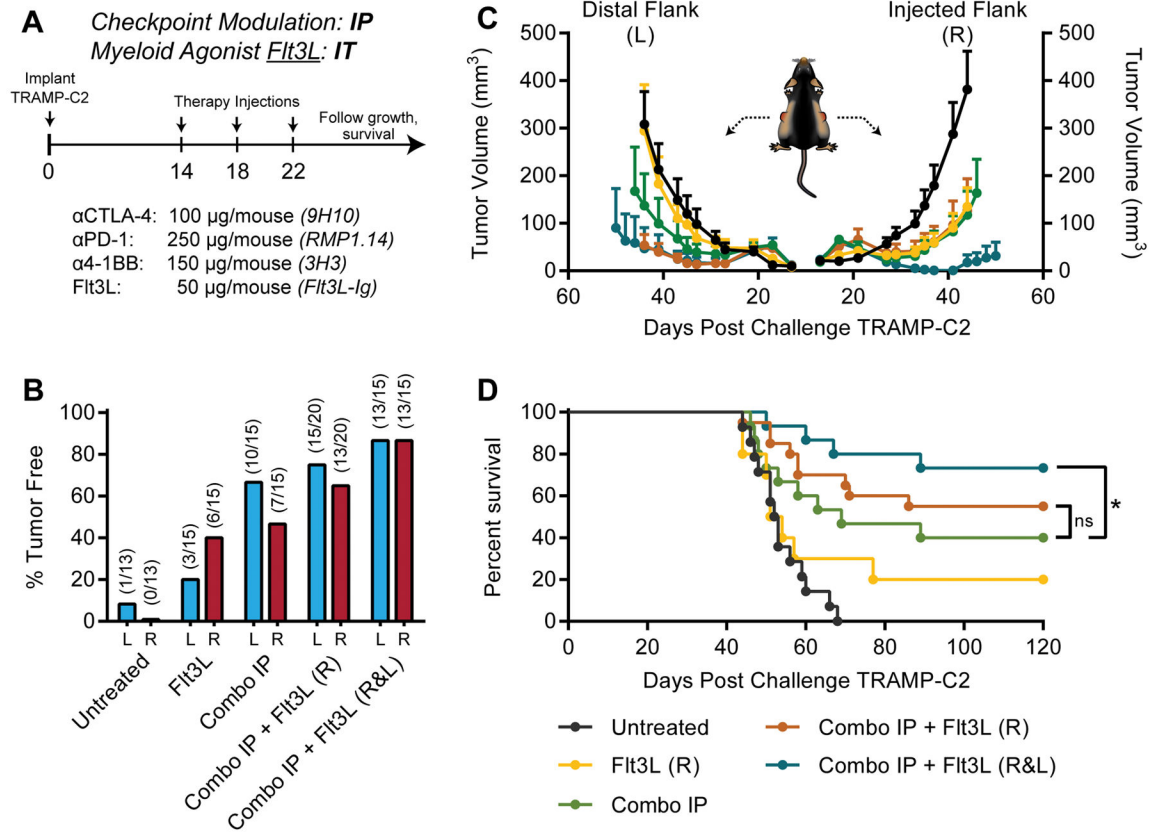 A
Checkpoint Modulation: IP
Myeloid Agonist Flt3L: IT
Implant
TRAMP-C2
Therapy Injections
Follow growth,
survival
0 14 18 22
αCTLA-4: 100 µg/mouse (9H10)
αPD-1: 250 µg/mouse (RMP1.14)
α4-1BB: 150 µg/mouse (3H3)
Flt3L: 50 µg/mouse (Flt3L-Ig)
B
% Tumor Free
100
80
60
40
20
0
(1/13) (0/13) (3/15) (6/15) (10/15) (7/15) (15/20) (13/20) (13/15) (13/15)
L R L R L R L R L R
Untreated
Flt3L
Combo IP
Combo IP + Flt3L (R)
Combo IP + Flt3L (R&L)
C
Distal Flank
(L)
Injected Flank
(R)
Tumor Volume (mm³)
500
400
300
200
100
0
500
400
300
200
100
0
Tumor Volume (mm³)
60 40 20 20 40 60
Days Post Challenge TRAMP-C2
D
Percent survival
100
80
60
40
20
0
ns
*
0 20 40 60 80 100 120
Days Post Challenge TRAMP-C2
Untreated
Flt3L (R)
Combo IP
Combo IP + Flt3L (R)
Combo IP + Flt3L (R&L)